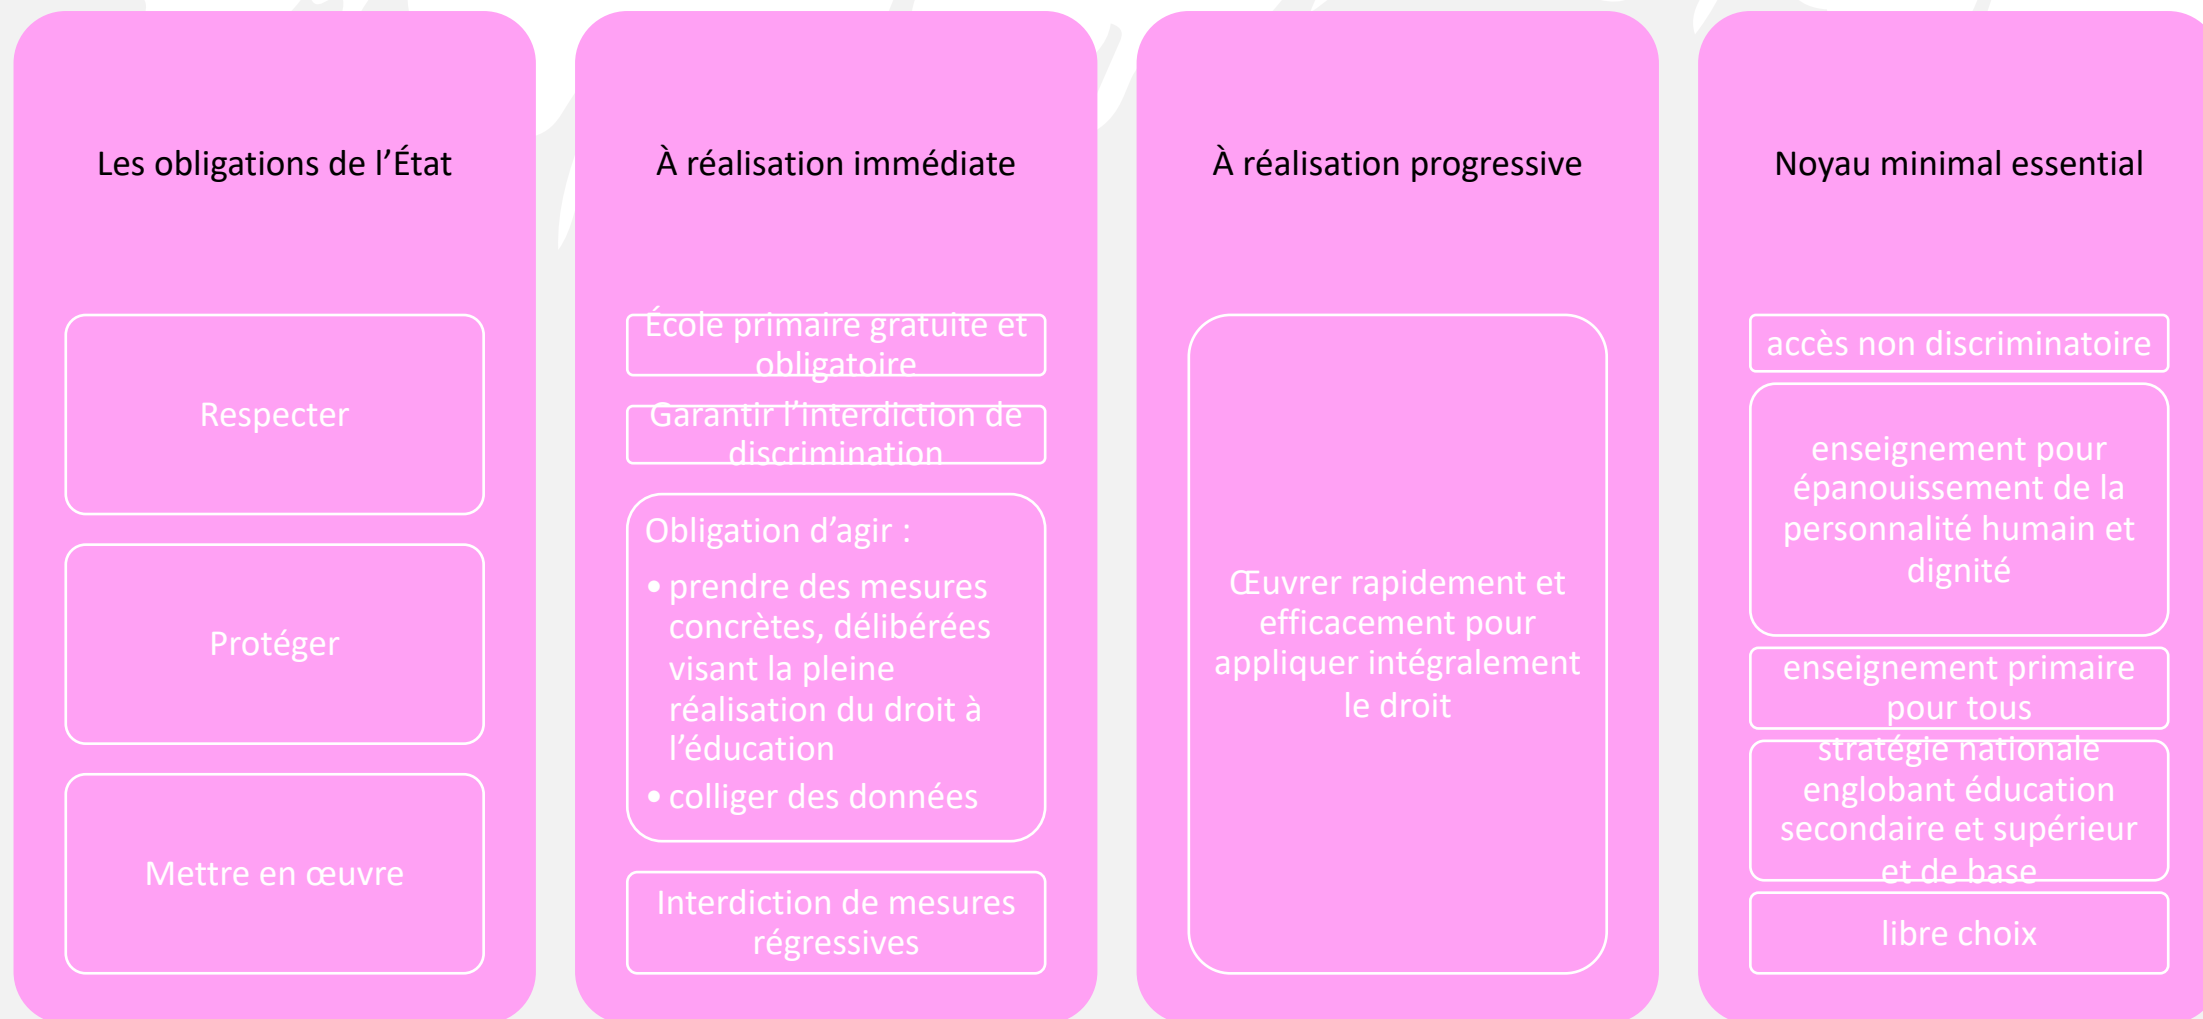 Les obligations de l’État
Respecter
Protéger
Mettre en œuvre
À réalisation immédiate
École primaire gratuite et
obligatoire
Garantir l’interdiction de
discrimination
Obligation d’agir :
• prendre des mesures
concrètes, délibérées
visant la pleine
réalisation du droit à
l’éducation
• colliger des données
Interdiction de mesures
régressives
À réalisation progressive
Œuvrer rapidement et
efficacement pour
appliquer intégralement
le droit
Noyau minimal essential
accès non discriminatoire
enseignement pour
épanouissement de la
personnalité humain et
dignité
enseignement primaire
pour tous
stratégie nationale
englobant éducation
secondaire et supérieur
et de base
libre choix